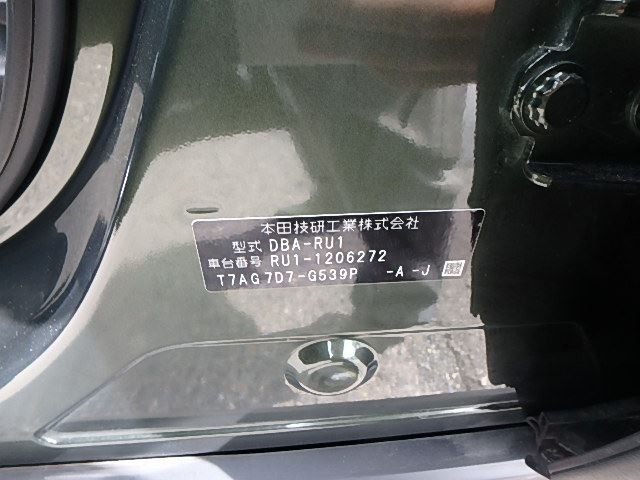 本田技研工業株式会社
型式 DBA-RU1
車台番号 RU1-1206272
T7AG 7D7-G539P -A -J